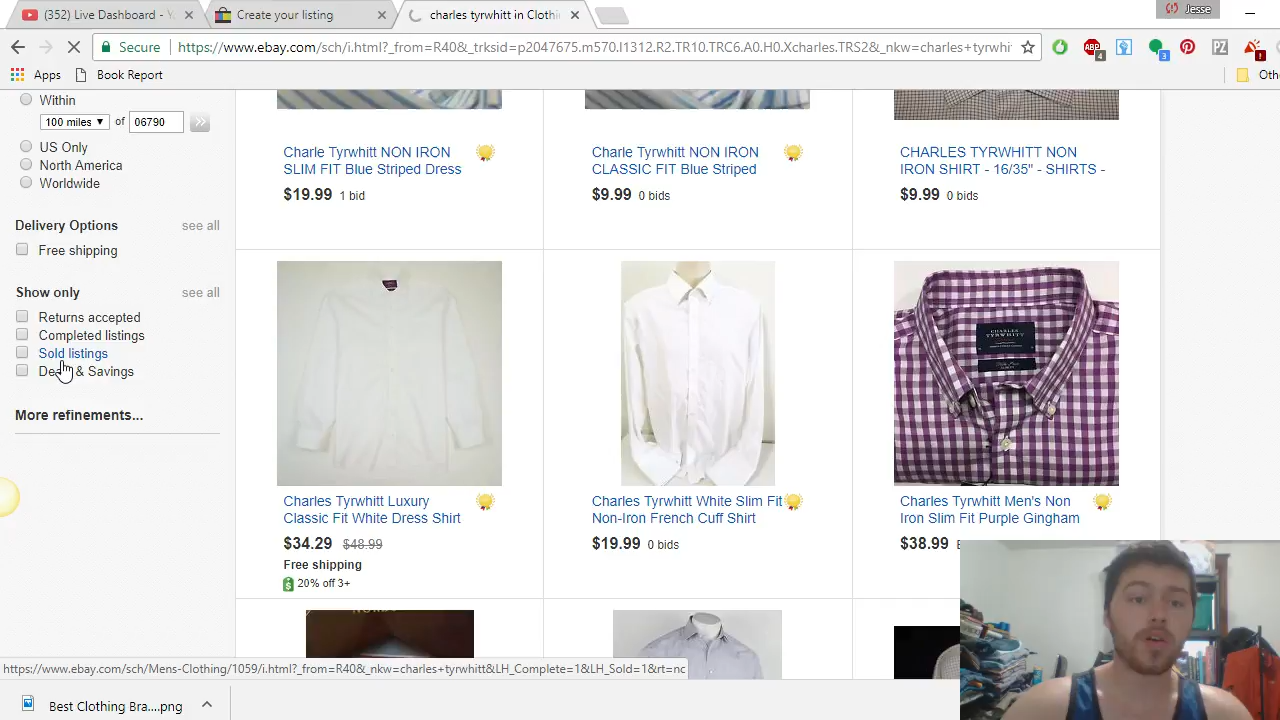 (352) Live Dashboard - Y
Create your listing
charles tyrwhitt in Clothi
Jesse
Secure
https://www.ebay.com/sch/i.html?_from=R40&_trksid=p2047675.m570.l1312.R2.TR10.TRC6.A0.H0.Xcharles.TRS2&_nkw=charles+tyrwhi
ABP
4
3
PZ
Apps
Book Report
Othe
Within
100 miles
of
06790
US Only
North America
Worldwide
Delivery Options
see all
Free shipping
Show only
see all
Returns accepted
Completed listings
Sold listings
& Savings
More refinements...
Charle Tyrwhitt NON IRON
SLIM FIT Blue Striped Dress
$19.99 1 bid
Charle Tyrwhitt NON IRON
CLASSIC FIT Blue Striped
$9.99 0 bids
CHARLES TYRWHITT NON
IRON SHIRT - 16/35" - SHIRTS -
$9.99 0 bids
CHARLES
TYRWHITT
Charles Tyrwhitt Luxury
Classic Fit White Dress Shirt
$34.29 $48.99
Free shipping
20% off 3+
Charles Tyrwhitt White Slim Fit
Non-Iron French Cuff Shirt
$19.99 0 bids
Charles Tyrwhitt Men's Non
Iron Slim Fit Purple Gingham
$38.99
https://www.ebay.com/sch/Mens-Clothing/1059/i.html?_from=R40&_nkw=charles+tyrwhitt&LH_Complete=1&LH_Sold=1&rt=nc
Best Clothing Bra....png